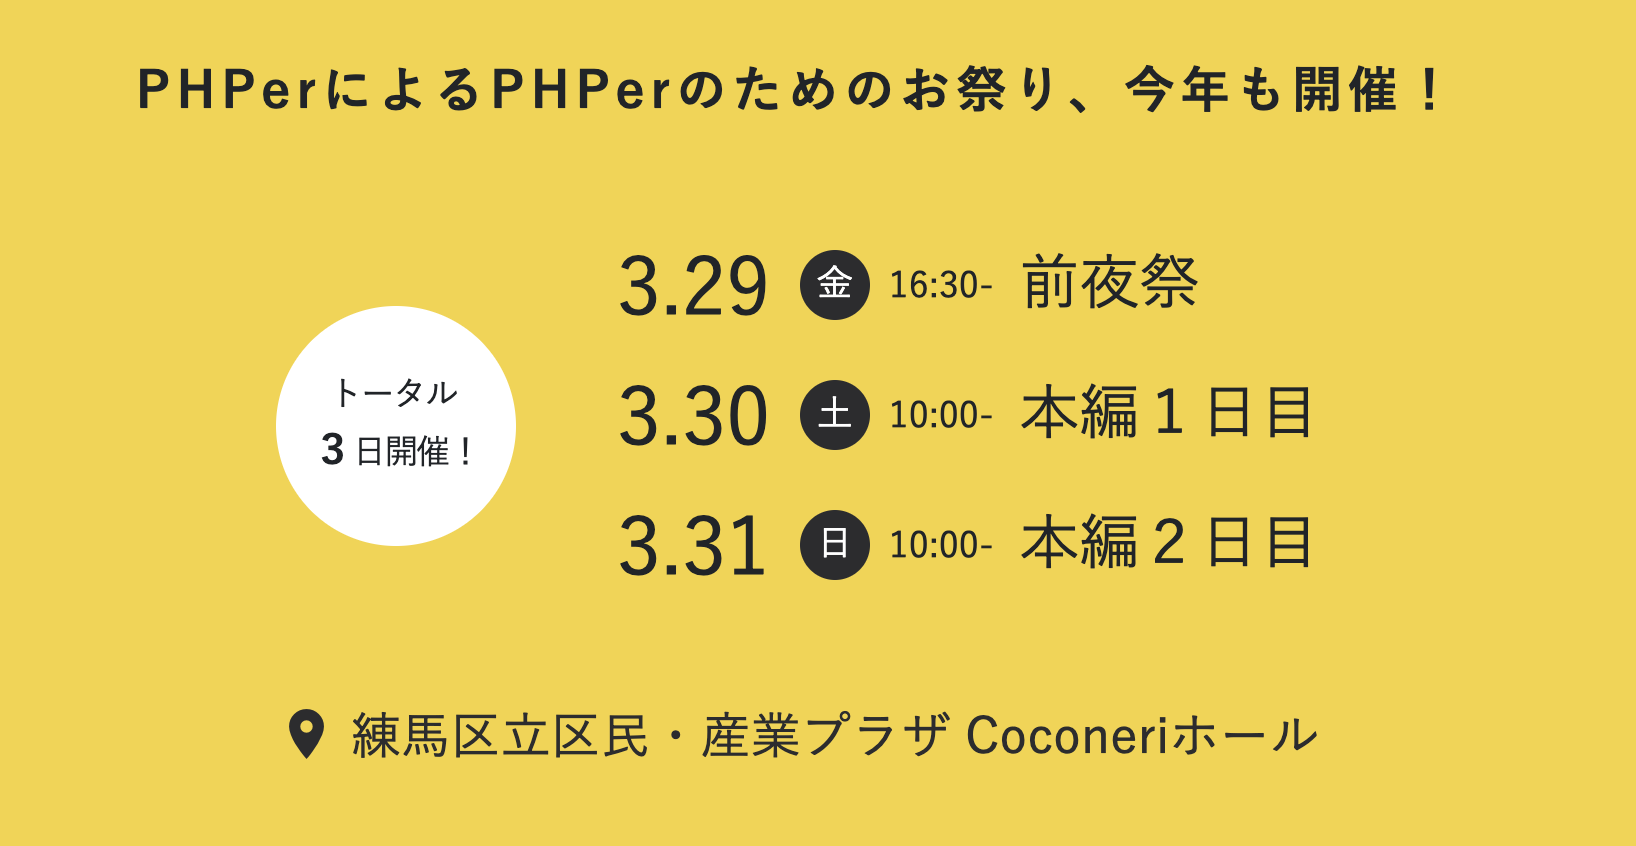 PHPerによるPHPerのためのお祭り、今年も開催！
トータル
3 日開催！
3.29 金 16:30- 前夜祭
3.30 土 10:00- 本編 1 日目
3.31 日 10:00- 本編 2 日目
練馬区立区民・産業プラザ Coconeriホール